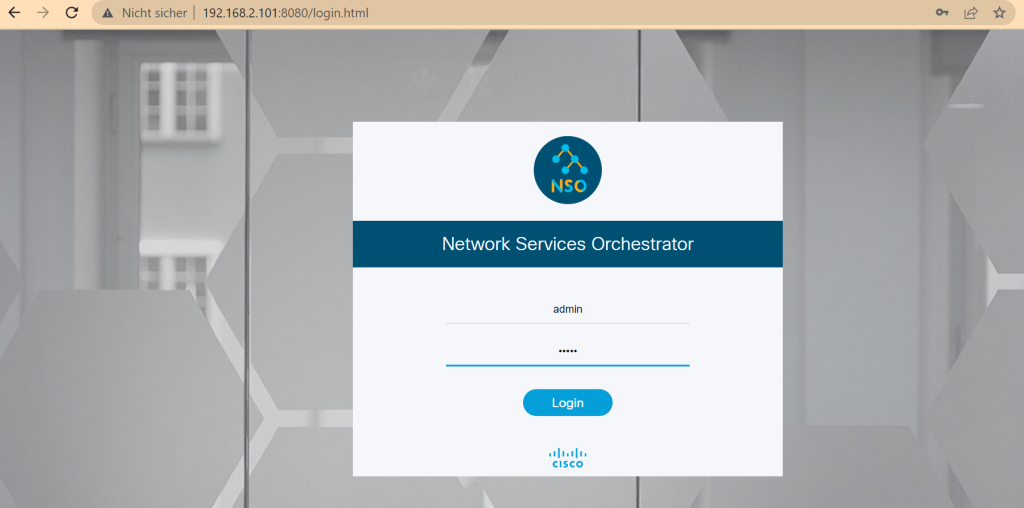 Nicht sicher | 192.168.2.101:8080/login.html
NSO
Network Services Orchestrator
admin
•••••
Login
CISCO